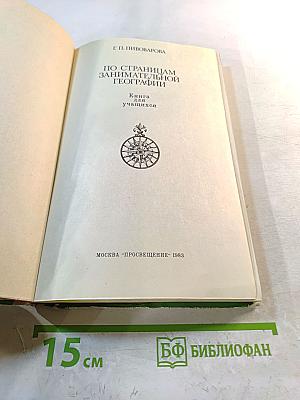 Г. П. ПИВОВАРОВА
ПО СТРАНИЦАМ
ЗАНИМАТЕЛЬНОЙ
ГЕОГРАФИИ
Книга
для
учащихся
МОСКВА "ПРОСВЕЩЕНИЕ" 1983
15 см
БФ БИБЛИОФАН